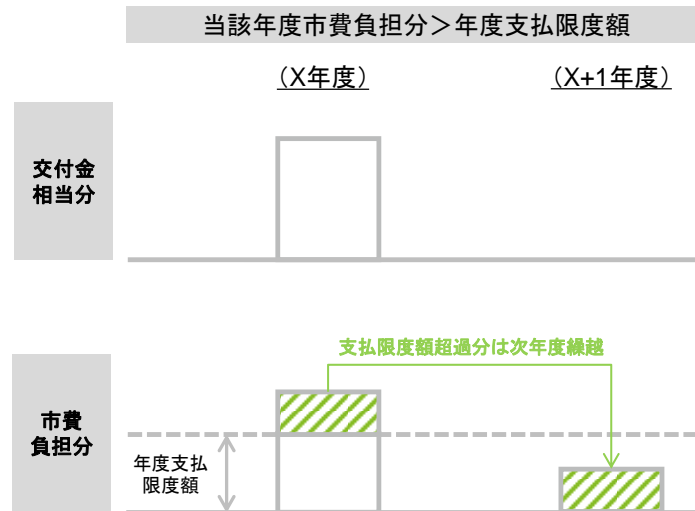 当該年度市費負担分＞年度支払限度額
（X年度）
（X+1年度）
交付金
相当分
支払限度額超過分は次年度繰越
市費
負担分
年度支払
限度額